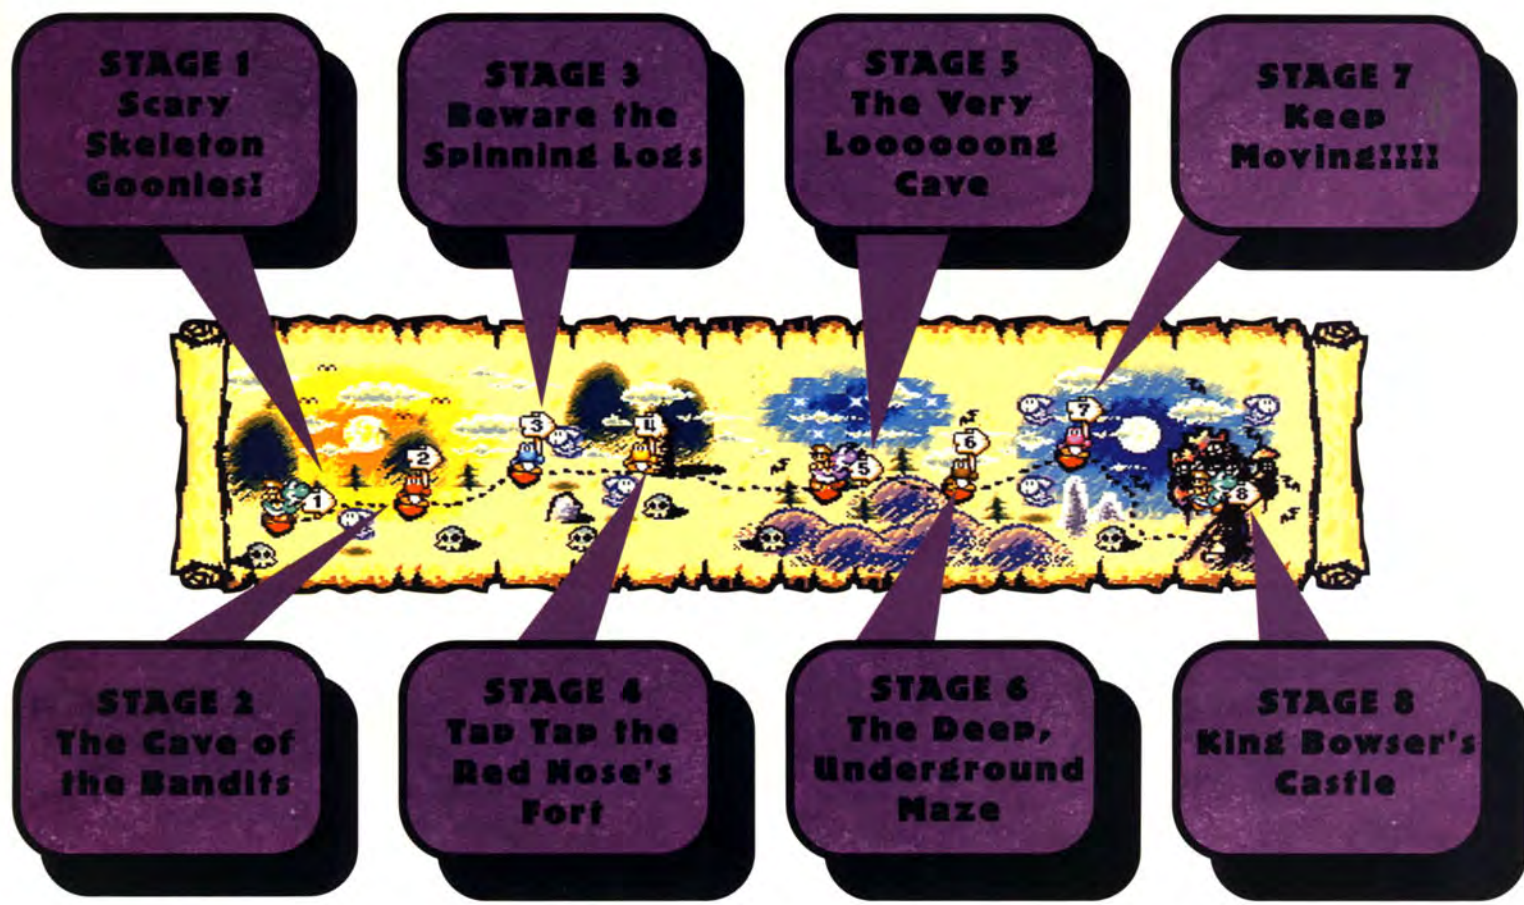 STAGE 1
Scary
Skeleton
Goonies!
STAGE 3
Beware the
Spinning Logs
STAGE 5
The Very
Loooooong
Cave
STAGE 7
Keep
Moving!!!!
1
2
3
4
5
6
7
8
STAGE 2
The Cave of
the Bandits
STAGE 4
Tap Tap the
Red Nose's
Fort
STAGE 6
The Deep,
Underground
Maze
STAGE 8
King Bowser's
Castle